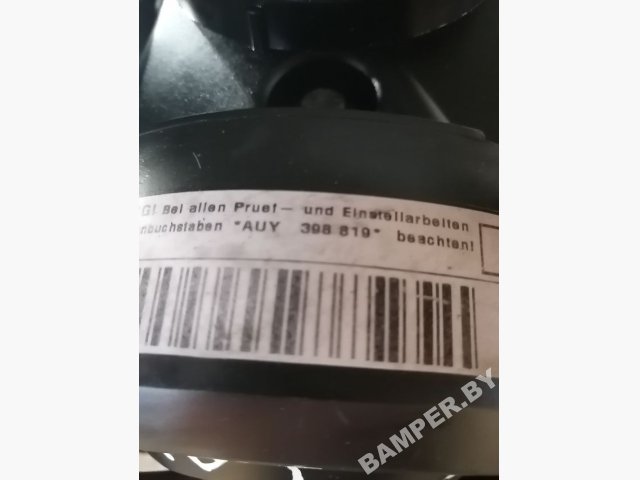 G! Bei allen Pruef— und Einstellarbeiten
nbuchstaben "AUY 398 819" beachten!
BAMPER.BY